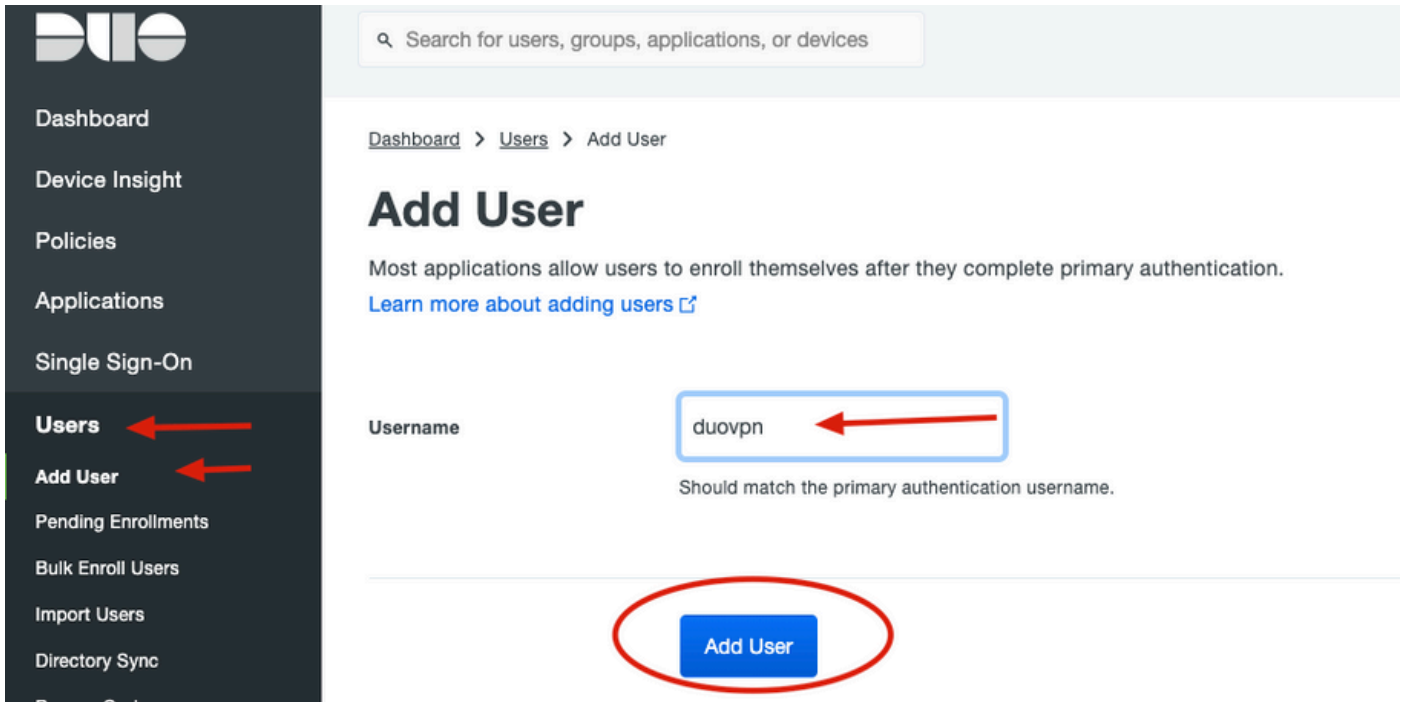 DUO
Search for users, groups, applications, or devices
Dashboard
Device Insight
Policies
Applications
Single Sign-On
Users
Add User
Pending Enrollments
Bulk Enroll Users
Import Users
Directory Sync
Dashboard > Users > Add User
Add User
Most applications allow users to enroll themselves after they complete primary authentication.
Learn more about adding users
Username
duovpn
Should match the primary authentication username.
Add User